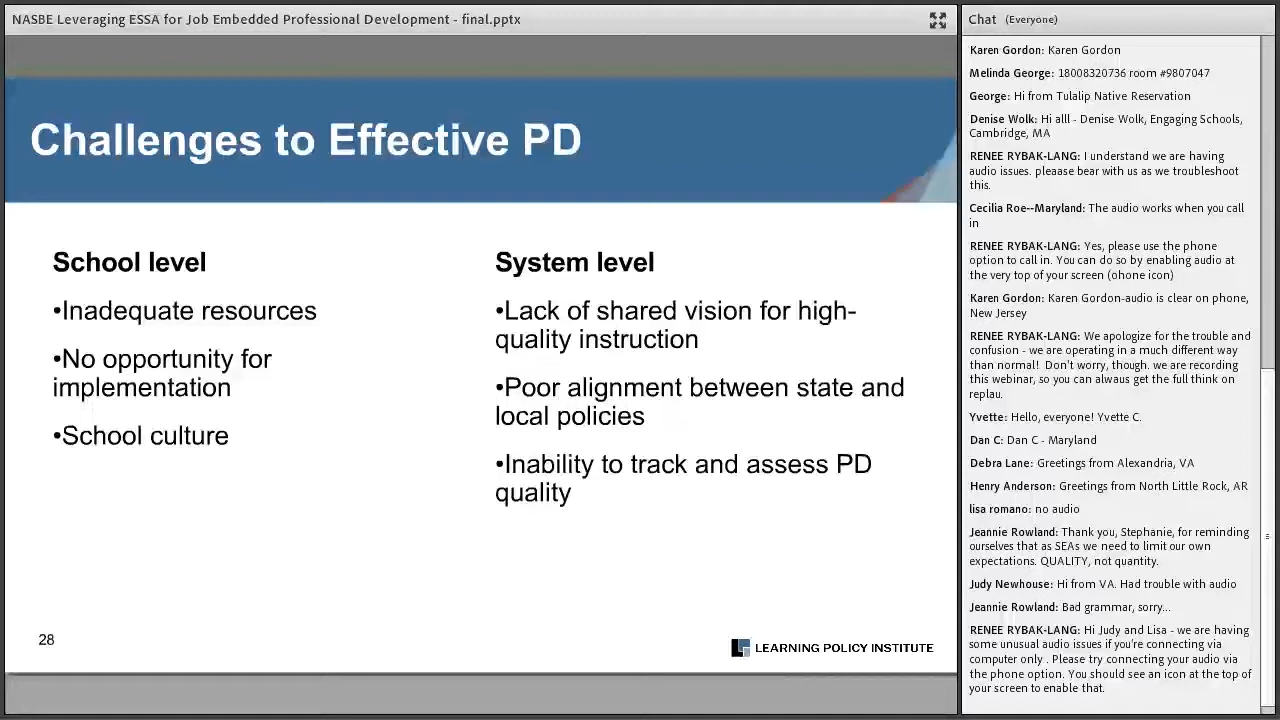 NASBE Leveraging ESSA for Job Embedded Professional Development - final.pptx
Challenges to Effective PD
School level
•Inadequate resources
•No opportunity for
implementation
•School culture
System level
•Lack of shared vision for high-
quality instruction
•Poor alignment between state and
local policies
•Inability to track and assess PD
quality
28
LEARNING POLICY INSTITUTE
Chat (Everyone)
Karen Gordon: Karen Gordon
Melinda George: 18008320736 room #9807047
George: Hi from Tulalip Native Reservation
Denise Wolk: Hi alll - Denise Wolk, Engaging Schools,
Cambridge, MA
RENEE RYBAK-LANG: I understand we are having
audio issues. pleaase bear with us as we troubleshoot
this.
Cecilia Roe--Maryland: The audio works when you call
in
RENEE RYBAK-LANG: Yes, please use the phone
option to call in. You can do so by enabling audio at
the very top of your screen (ohone icon)
Karen Gordon: Karen Gordon-audio is clear on phone,
New Jersey
RENEE RYBAK-LANG: We apologize for the trouble and
confusion - we are operating in a much different way
than normal! Don't worry, though. we are recording
this webinar, so you can alwaus get the full think on
replau.
Yvette: Hello, everyone! Yvette C.
Dan C: Dan C - Maryland
Debra Lane: Greetings from Alexandria, VA
Henry Anderson: Greetings from North Little Rock, AR
lisa romano: no audio
Jeannie Rowland: Thank you, Stephanie, for reminding
ourselves that as SEAs we need to limit our own
expectations. QUALITY, not quantity.
Judy Newhouse: Hi from VA. Had trouble with audio
Jeannie Rowland: Bad grammar, sorry...
RENEE RYBAK-LANG: Hi Judy and Lisa - we are having
some unusual audio issues if you're connecting via
computer only . Please try connecting your audio via
the phone option. You should see an icon at the top of
your screen to enable that.